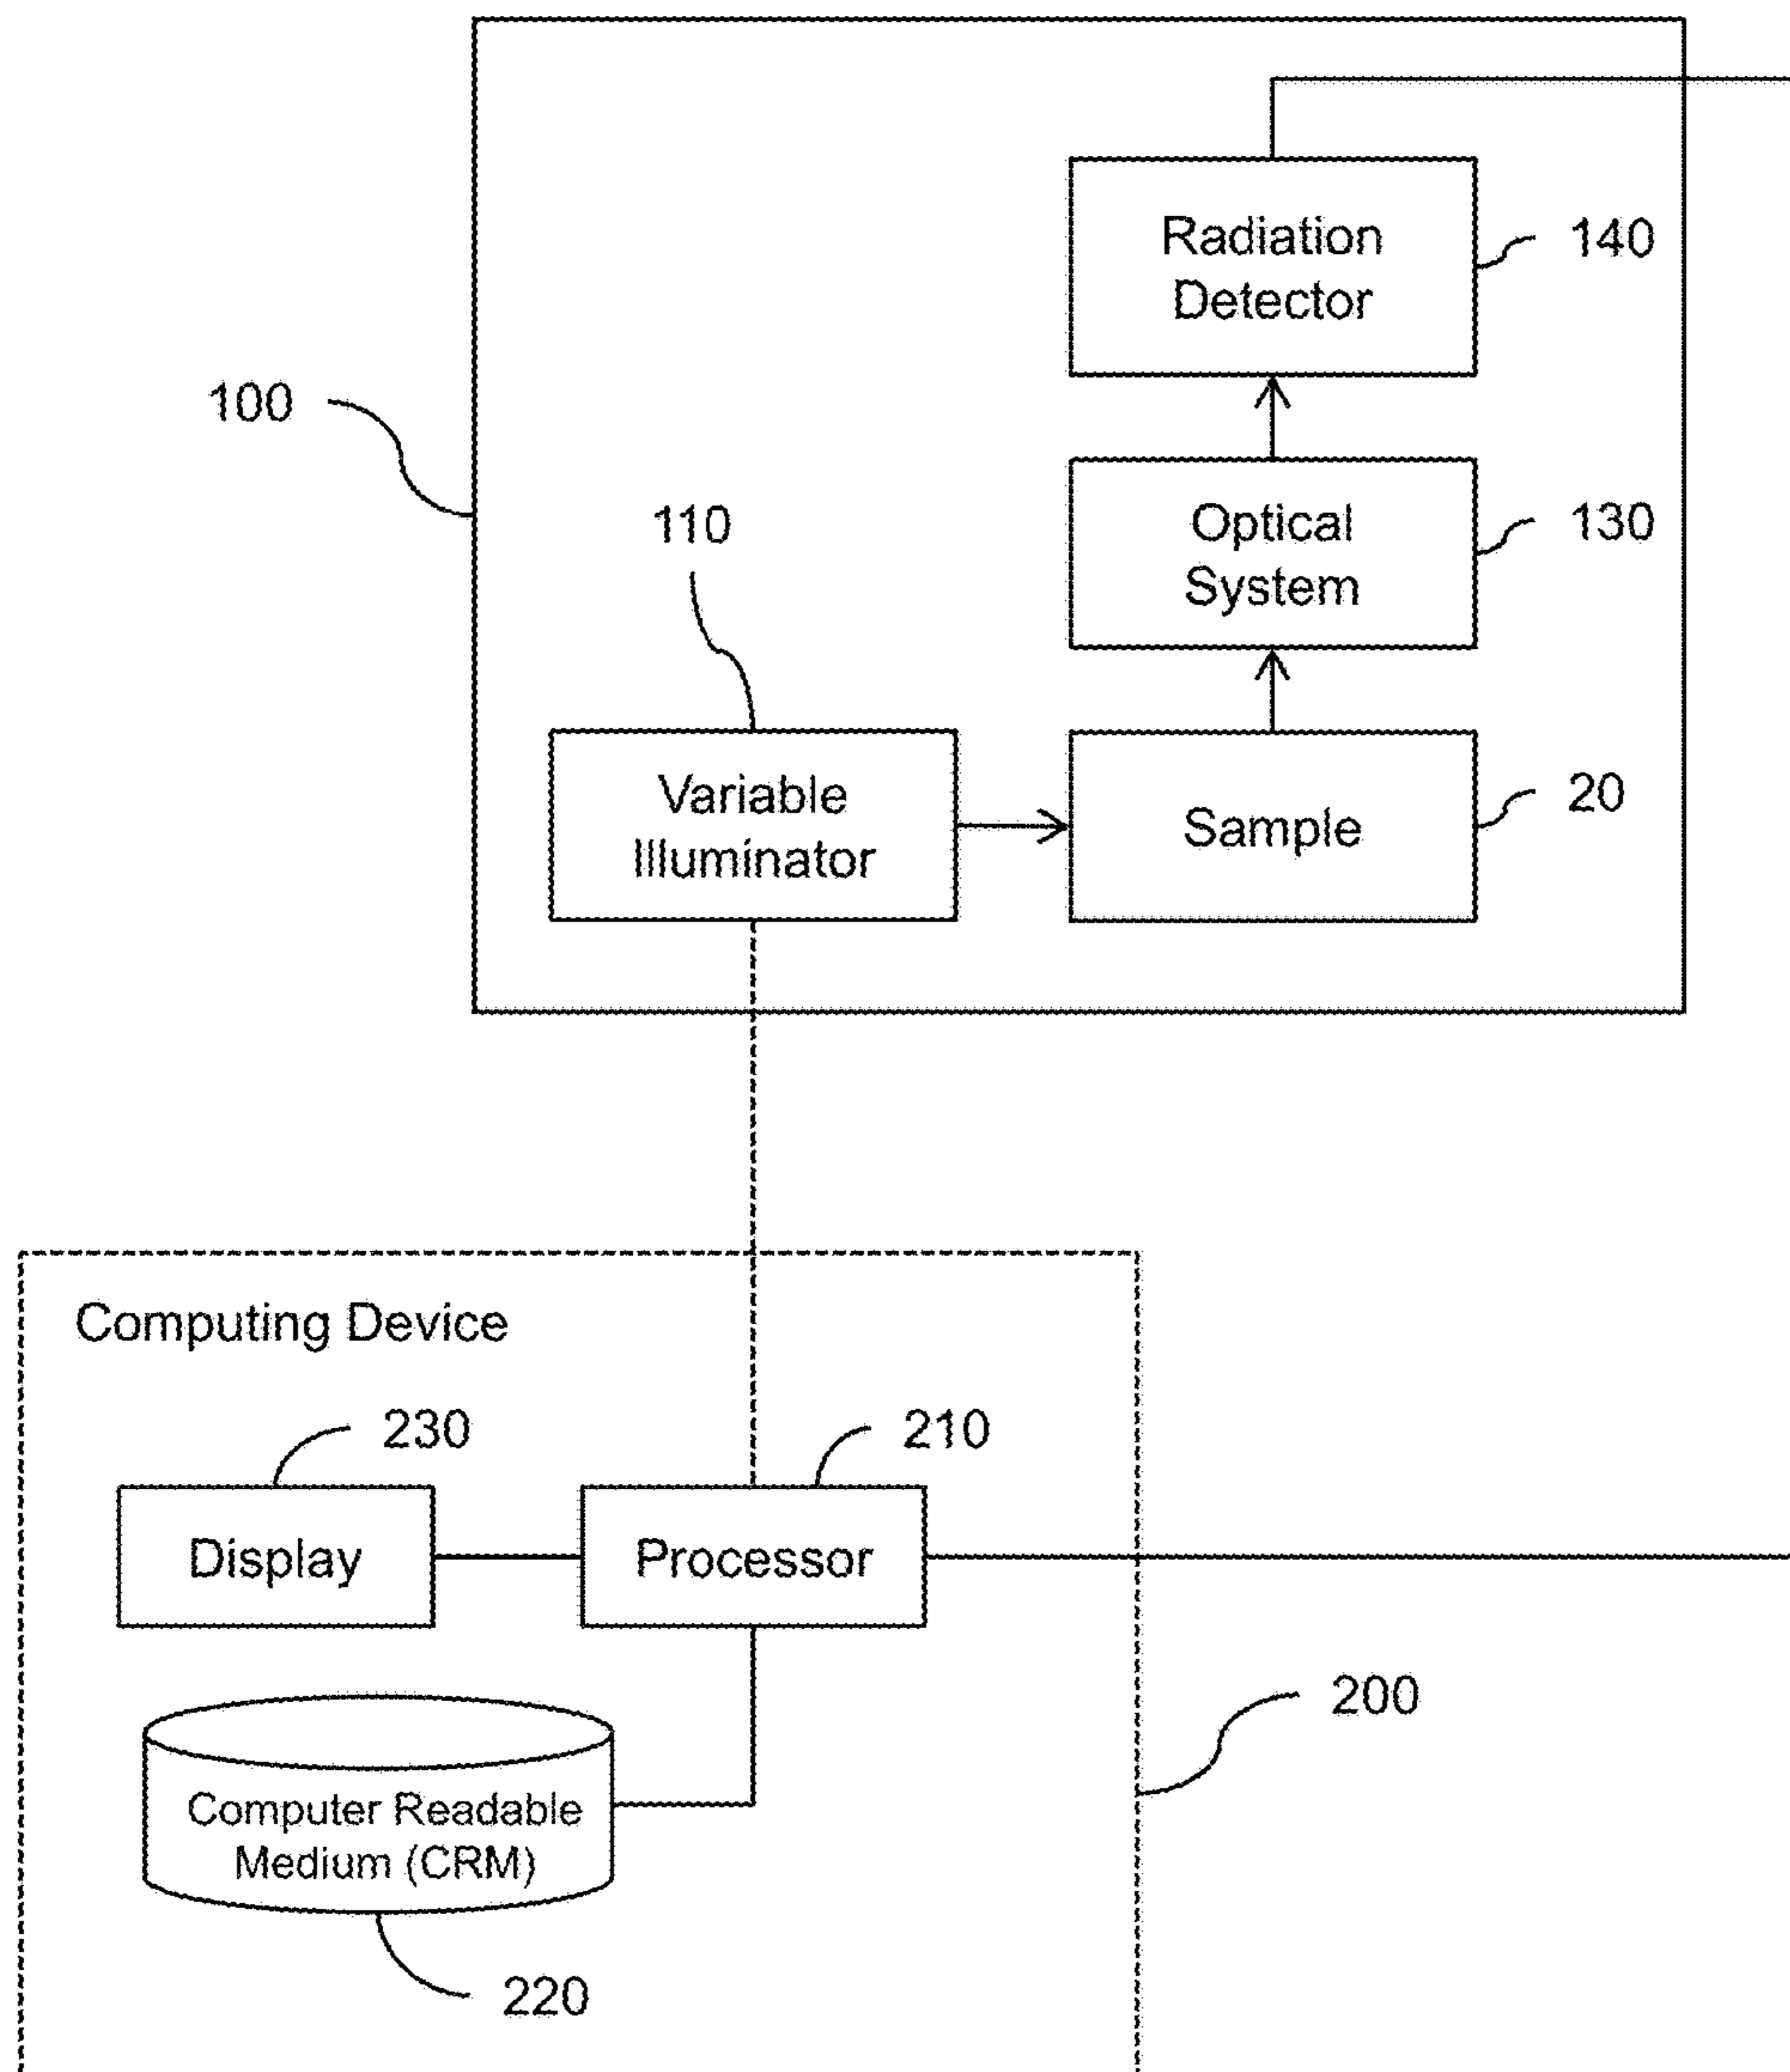 Radiation
Detector
140
100
110
Optical
System
130
Variable
Illuminator
Sample
20
Computing Device
230
210
Display
Processor
200
Computer Readable
Medium (CRM)
220